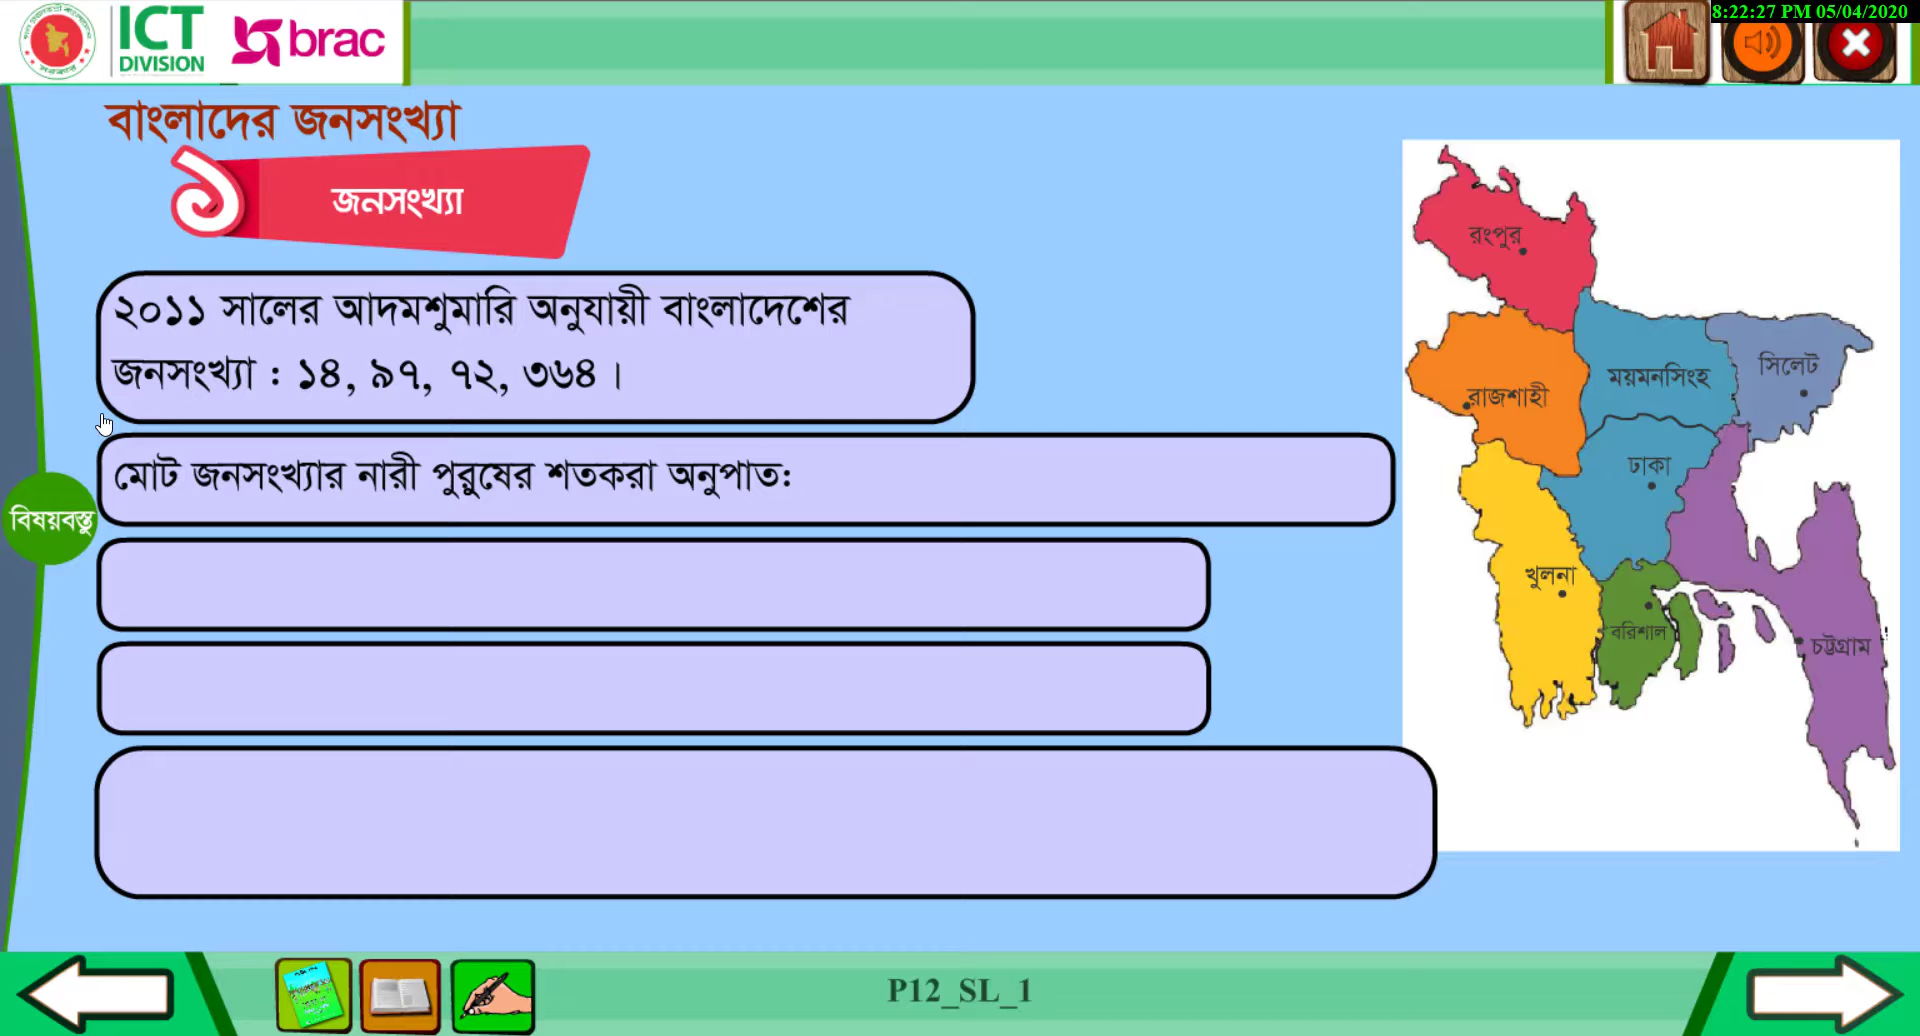 ICT
DIVISION
brac
8:22:27 PM 05/04/2020
বাংলাদের জনসংখ্যা
১
জনসংখ্যা
২০১১ সালের আদমশুমারি অনুযায়ী বাংলাদেশের
জনসংখ্যা : ১৪, ৯৭, ৭২, ৩৬৪ ।
মোট জনসংখ্যার নারী পুরুষের শতকরা অনুপাত:
বিষয়বস্তু
রংপুর
রাজশাহী
ময়মনসিংহ
সিলেট
ঢাকা
খুলনা
বরিশাল
চট্টগ্রাম
P12_SL_1